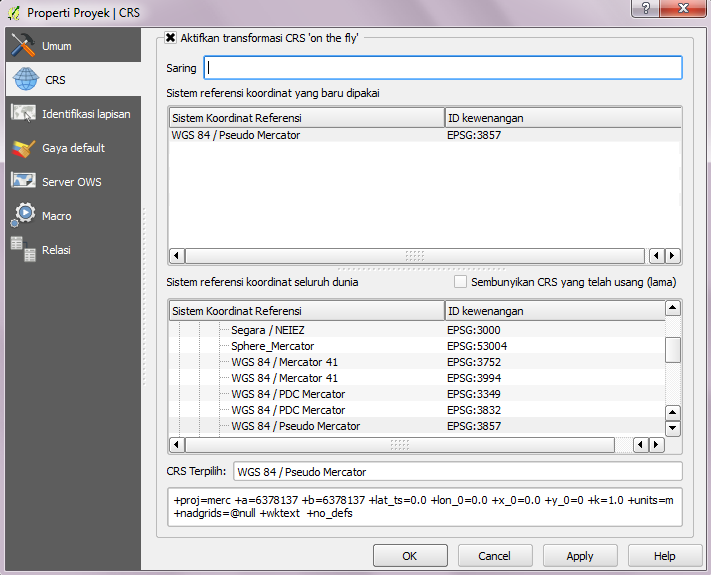 Properti Proyek | CRS
Umum
CRS
Identifikasi lapisan
Gaya default
Server OWS
Macro
Relasi
Aktifkan transformasi CRS 'on the fly'
Saring
Sistem referensi koordinat yang baru dipakai
Sistem Koordinat Referensi ID kewenangan
WGS 84 / Pseudo Mercator EPSG:3857
Sistem referensi koordinat seluruh dunia
Sembunyikan CRS yang telah usang (lama)
Sistem Koordinat Referensi ID kewenangan
Segara / NEIEZ EPSG:3000
Sphere_Mercator EPSG:53004
WGS 84 / Mercator 41 EPSG:3752
WGS 84 / Mercator 41 EPSG:3994
WGS 84 / PDC Mercator EPSG:3349
WGS 84 / PDC Mercator EPSG:3832
WGS 84 / Pseudo Mercator EPSG:3857
CRS Terpilih: WGS 84 / Pseudo Mercator
+proj=merc +a=6378137 +b=6378137 +lat_ts=0.0 +lon_0=0.0 +x_0=0.0 +y_0=0 +k=1.0 +units=m
+nadgrids=@null +wktext +no_defs
OK Cancel Apply Help